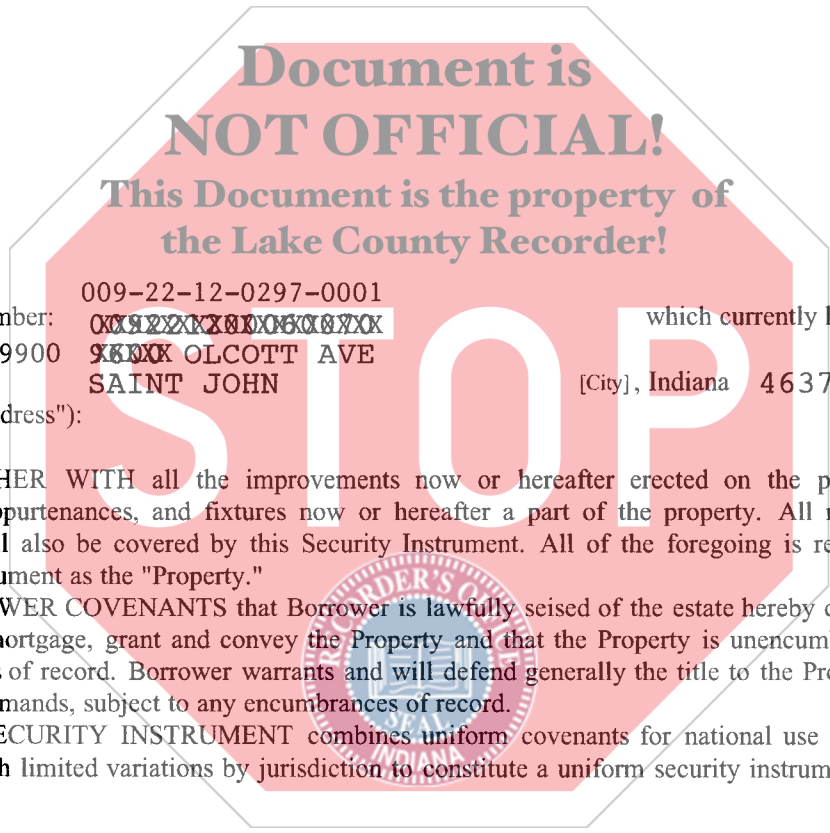 Document is
NOT OFFICIAL!
This Document is the property of
the Lake County Recorder!
009-22-12-0297-0001
mber: which currently
9900 OLCOTT AVE
SAINT JOHN [City], Indiana 4637
dress"):
STOP
HER WITH all the improvements now or hereafter erected on the p
purtenances, and fixtures now or hereafter a part of the property. All
l also be covered by this Security Instrument. All of the foregoing is re
ument as the "Property."
WER COVENANTS that Borrower is lawfully seised of the estate hereby
ortgage, grant and convey the Property and that the Property is unencum
of record. Borrower warrants and will defend generally the title to the Pro
mands, subject to any encumbrances of record.
ECURITY INSTRUMENT combines uniform covenants for national use
h limited variations by jurisdiction to constitute a uniform security instrum
RECORDER'S OFFICE
SEAL
INDIANA